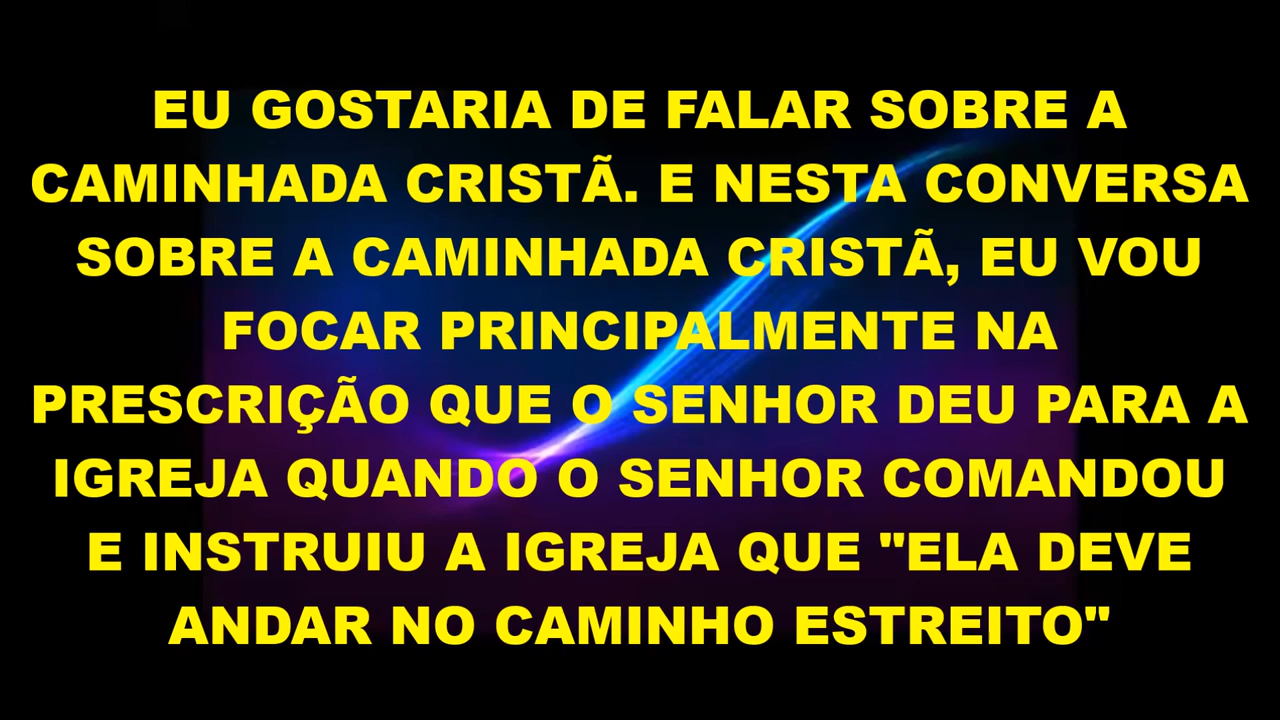 EU GOSTARIA DE FALAR SOBRE A
CAMINHADA CRISTÃ. E NESTA CONVERSA
SOBRE A CAMINHADA CRISTÃ, EU VOU
FOCAR PRINCIPALMENTE NA
PRESCRIÇÃO QUE O SENHOR DEU PARA A
IGREJA QUANDO O SENHOR COMANDOU
E INSTRUIU A IGREJA QUE "ELA DEVE
ANDAR NO CAMINHO ESTREITO"